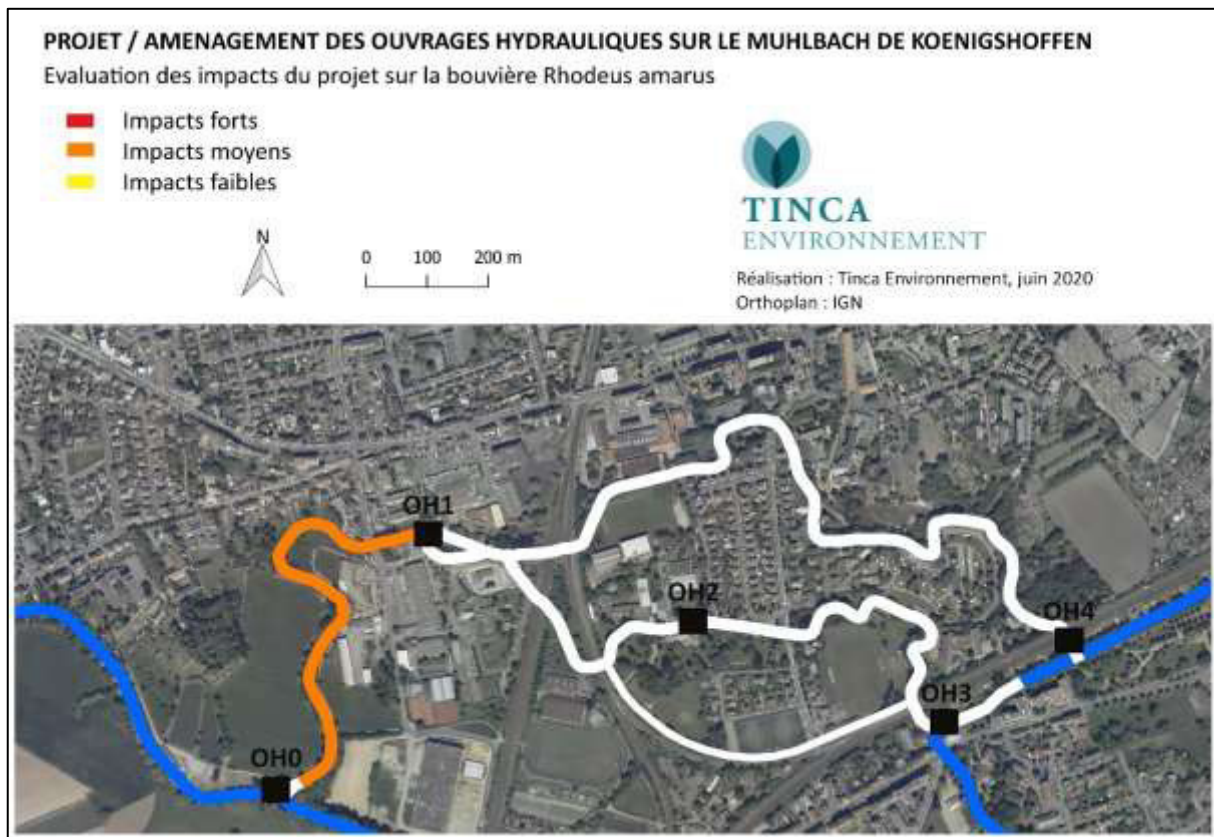 PROJET / AMENAGEMENT DES OUVRAGES HYDRAULIQUES SUR LE MUHLBACH DE KOENIGSHOFFEN
Evaluation des impacts du projet sur la bouvière Rhodeus amarus
Impacts forts
Impacts moyens
Impacts faibles
N
0 100 200 m
TINCA
ENVIRONNEMENT
Réalisation : Tinca Environnement, juin 2020
Orthoplan : IGN
OH1
OH2
OH4
OH3
OH0